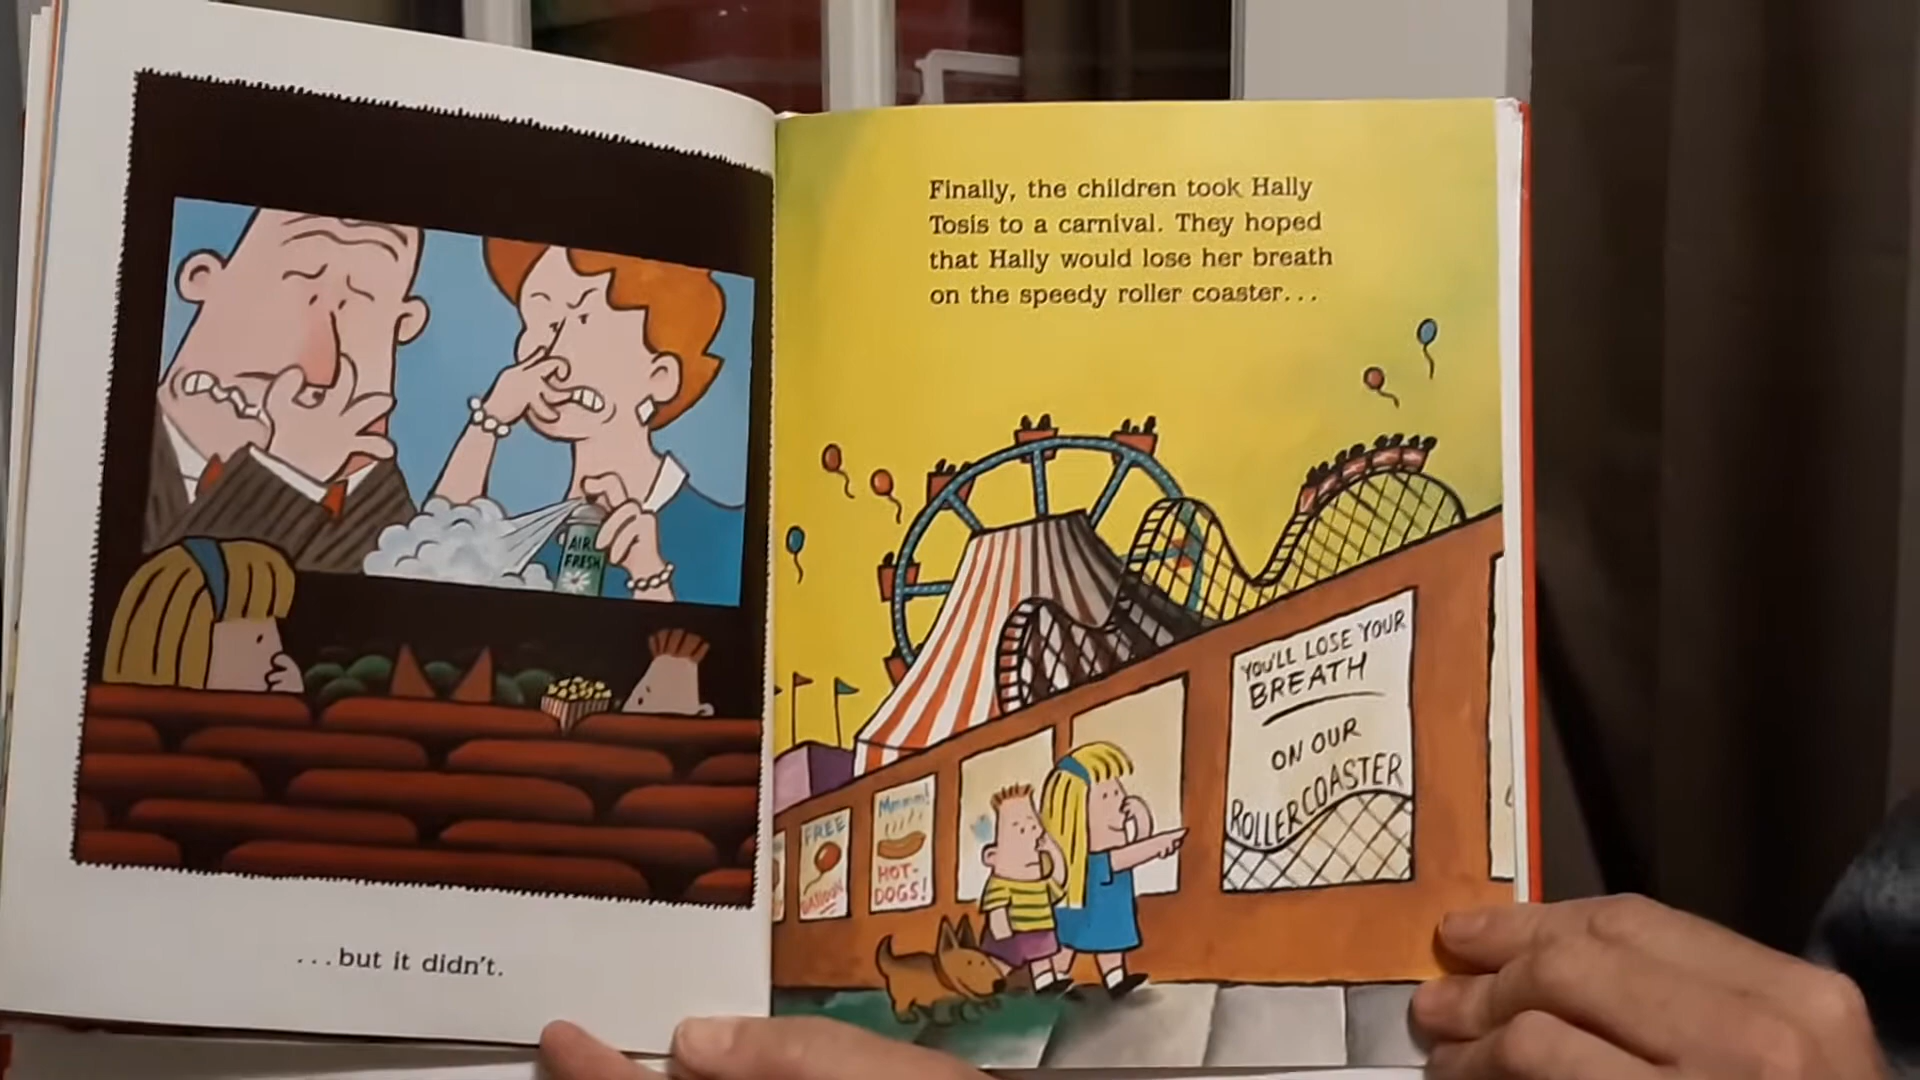 AIR
FRESH
...but it didn't.
Finally, the children took Hally
Tosis to a carnival. They hoped
that Hally would lose her breath
on the speedy roller coaster...
YOU'LL LOSE YOUR
BREATH
ON OUR
ROLLERCOASTER
FREE
BALLOON
Mmmm!
HOT-
DOGS!